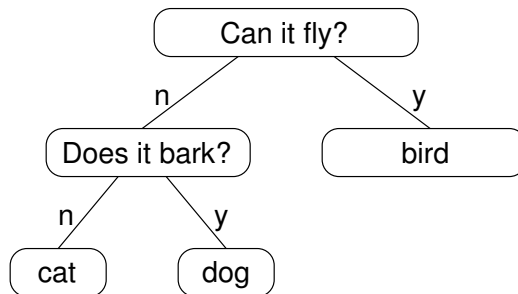 Can it fly?
n
y
Does it bark?
bird
n
y
cat
dog